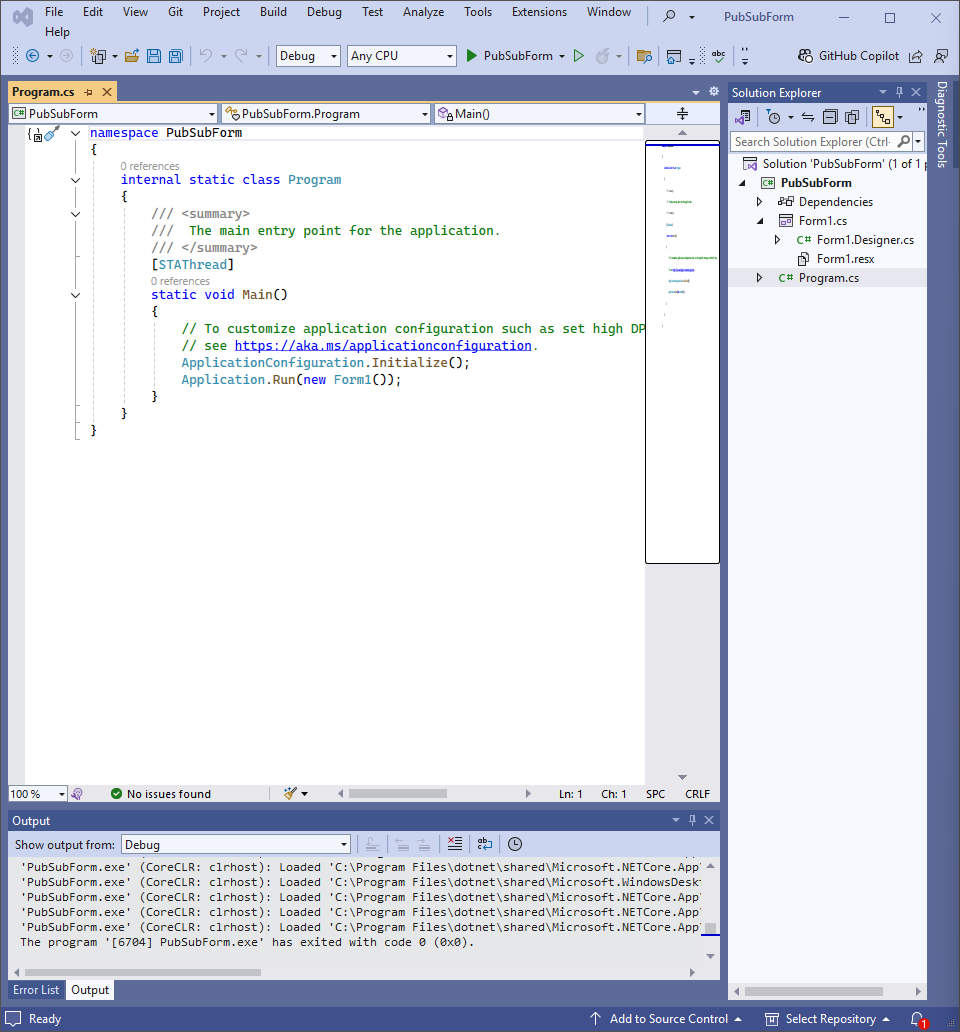 File Edit View Git Project Build Debug Test Analyze Tools Extensions Window PubSubForm
Help
Debug Any CPU PubSubForm GitHub Copilot
Program.cs
PubSubForm PubSubForm.Program Main()
namespace PubSubForm
{
0 references
internal static class Program
{
/// <summary>
///  The main entry point for the application.
/// </summary>
[STAThread]
0 references
static void Main()
{
// To customize application configuration such as set high DP
// see https://aka.ms/applicationconfiguration.
ApplicationConfiguration.Initialize();
Application.Run(new Form1());
}
}
}
100 % No issues found Ln: 1 Ch: 1 SPC CRLF
Solution Explorer
Search Solution Explorer (Ctrl-
Solution 'PubSubForm' (1 of 1 p
C# PubSubForm
Dependencies
Form1.cs
C# Form1.Designer.cs
Form1.resx
C# Program.cs
Diagnostic Tools
Output
Show output from: Debug
'PubSubForm.exe' (CoreCLR: clrhost): Loaded 'C:\Program Files\dotnet\shared\Microsoft.NETCore.App\
'PubSubForm.exe' (CoreCLR: clrhost): Loaded 'C:\Program Files\dotnet\shared\Microsoft.WindowsDesk
'PubSubForm.exe' (CoreCLR: clrhost): Loaded 'C:\Program Files\dotnet\shared\Microsoft.NETCore.App\
'PubSubForm.exe' (CoreCLR: clrhost): Loaded 'C:\Program Files\dotnet\shared\Microsoft.NETCore.App\
'PubSubForm.exe' (CoreCLR: clrhost): Loaded 'C:\Program Files\dotnet\shared\Microsoft.NETCore.App\
The program '[6704] PubSubForm.exe' has exited with code 0 (0x0).
Error List Output
Ready Add to Source Control Select Repository 1